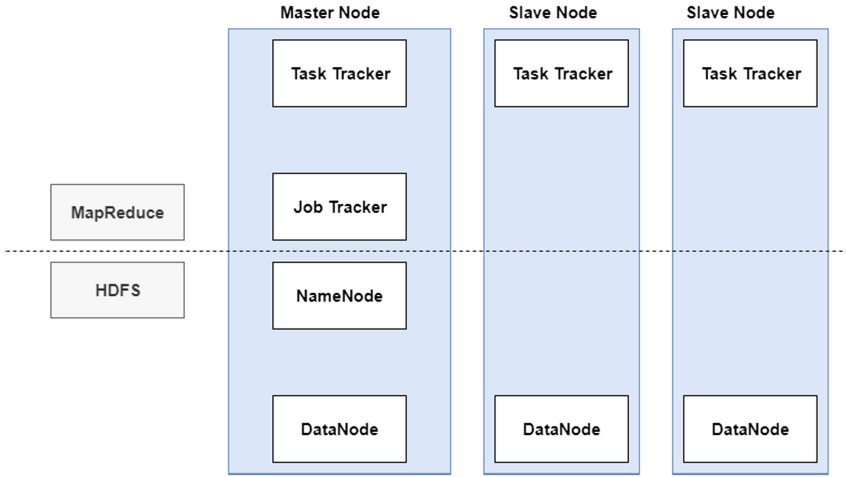 Master Node
Slave Node
Slave Node
Task Tracker
Task Tracker
Task Tracker
MapReduce
Job Tracker
HDFS
NameNode
DataNode
DataNode
DataNode